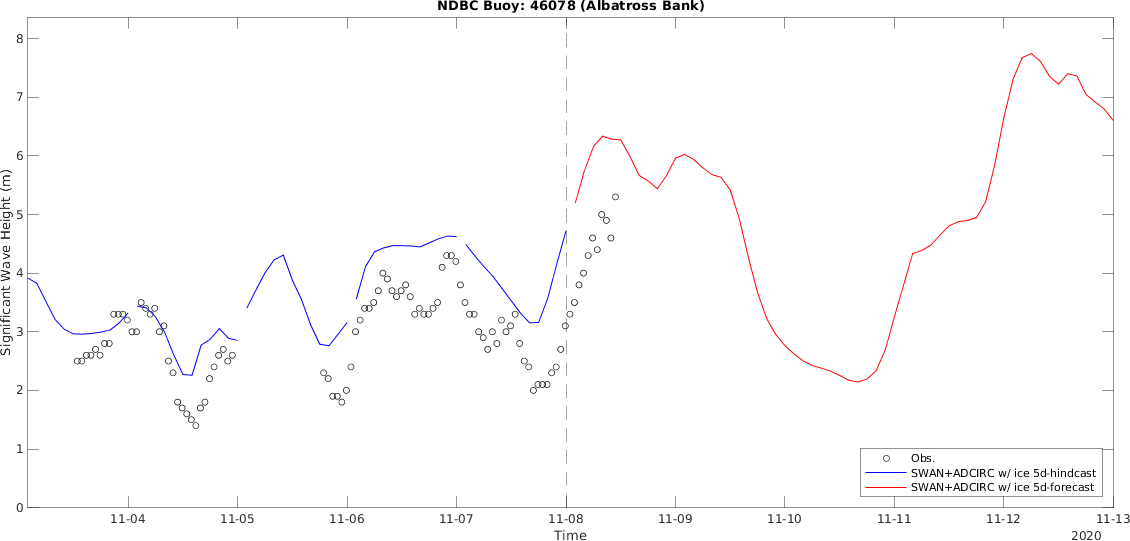 NDBC Buoy: 46078 (Albatross Bank)
8
7
6
5
4
3
2
1
0
Significant Wave Height (m)
Obs.
SWAN+ADCIRC w/ ice 5d-hindcast
SWAN+ADCIRC w/ ice 5d-forecast
11-04 11-05 11-06 11-07 11-08 11-09 11-10 11-11 11-12 11-13
Time
2020